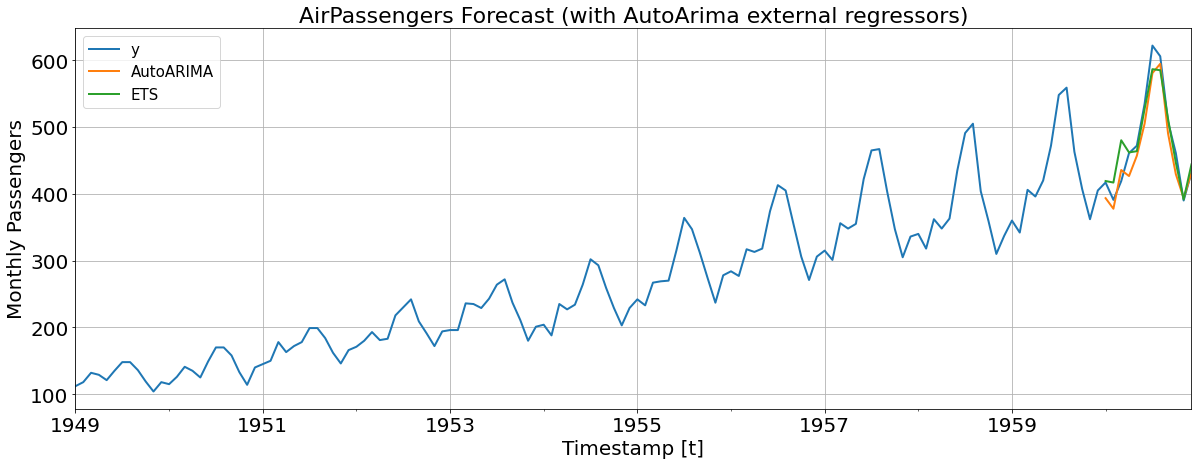 AirPassengers Forecast (with AutoArima external regressors)
y
AutoARIMA
ETS
600
500
400
300
200
100
Monthly Passengers
1949 1951 1953 1955 1957 1959
Timestamp [t]